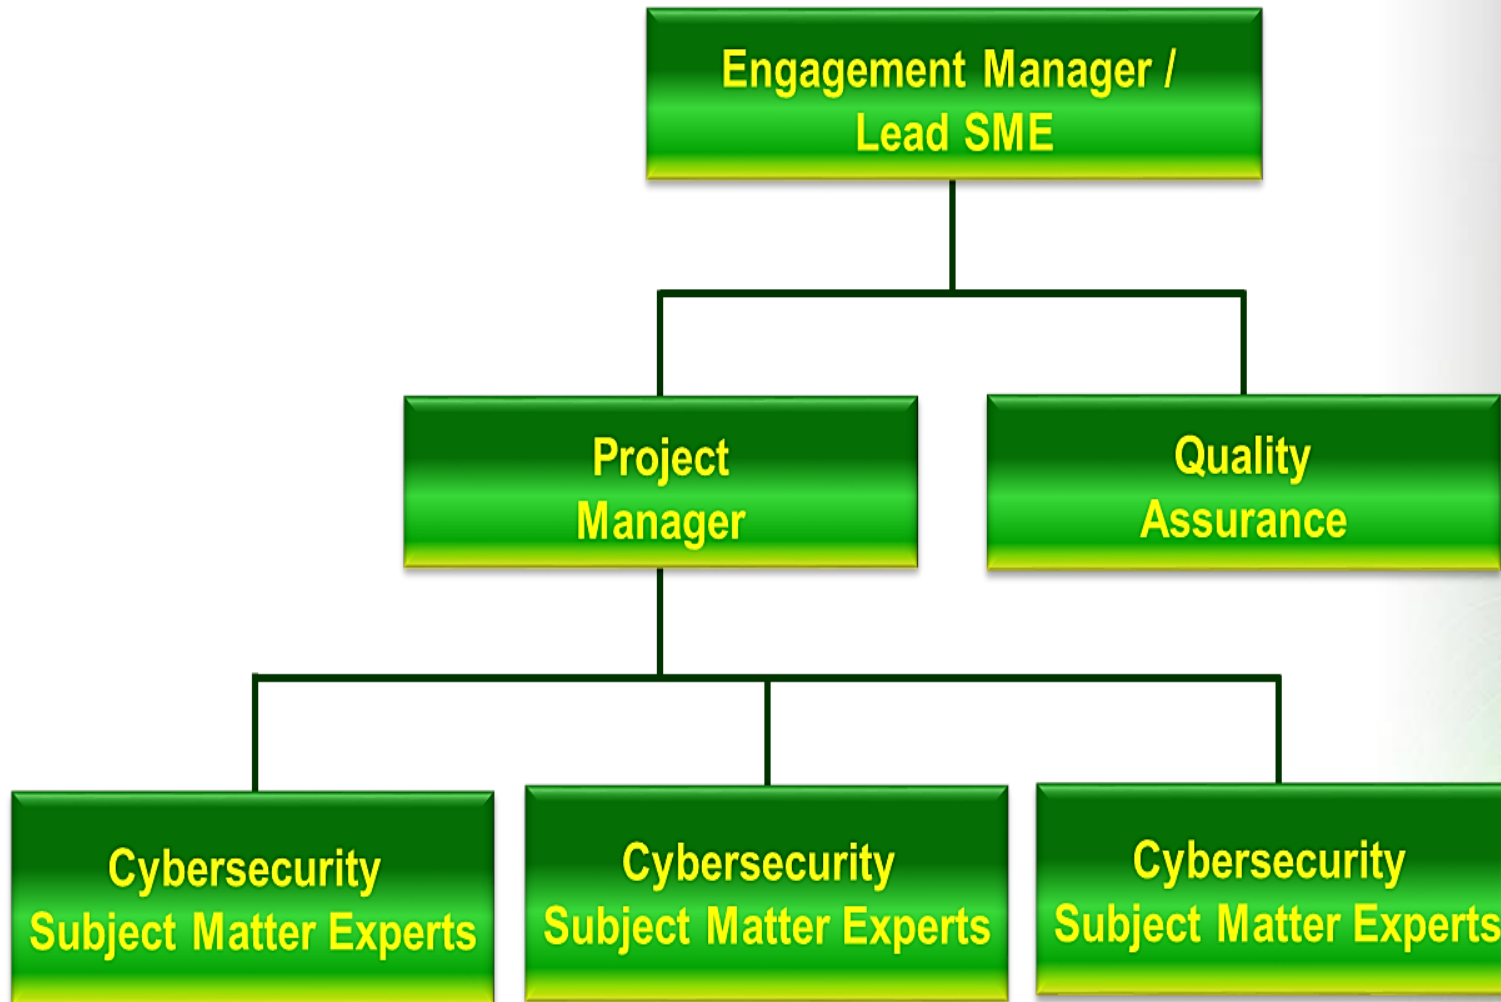 Engagement Manager /
Lead SME
Project
Manager
Quality
Assurance
Cybersecurity
Subject Matter Experts
Cybersecurity
Subject Matter Experts
Cybersecurity
Subject Matter Experts